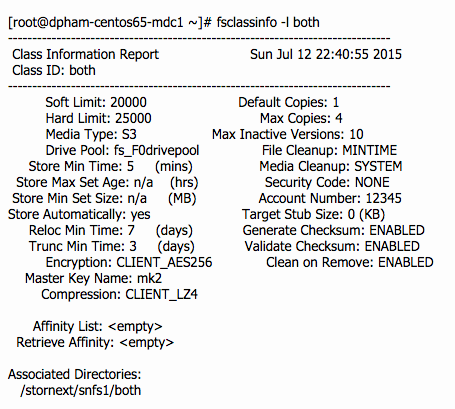 [root@dpham-centos65-mdc1 ~]# fsclassinfo -l both
--------------------------------------------------------------------------------
Class Information Report Sun Jul 12 22:40:55 2015
Class ID: both
--------------------------------------------------------------------------------
Soft Limit: 20000 Default Copies: 1
Hard Limit: 25000 Max Copies: 4
Media Type: S3 Max Inactive Versions: 10
Drive Pool: fs_F0drivepool File Cleanup: MINTIME
Store Min Time: 5 (mins) Media Cleanup: SYSTEM
Store Max Set Age: n/a (hrs) Security Code: NONE
Store Min Set Size: n/a (MB) Account Number: 12345
Store Automatically: yes Target Stub Size: 0 (KB)
Reloc Min Time: 7 (days) Generate Checksum: ENABLED
Trunc Min Time: 3 (days) Validate Checksum: ENABLED
Encryption: CLIENT_AES256 Clean on Remove: ENABLED
Master Key Name: mk2
Compression: CLIENT_LZ4
Affinity List: <empty>
Retrieve Affinity: <empty>
Associated Directories:
/stornext/snfs1/both